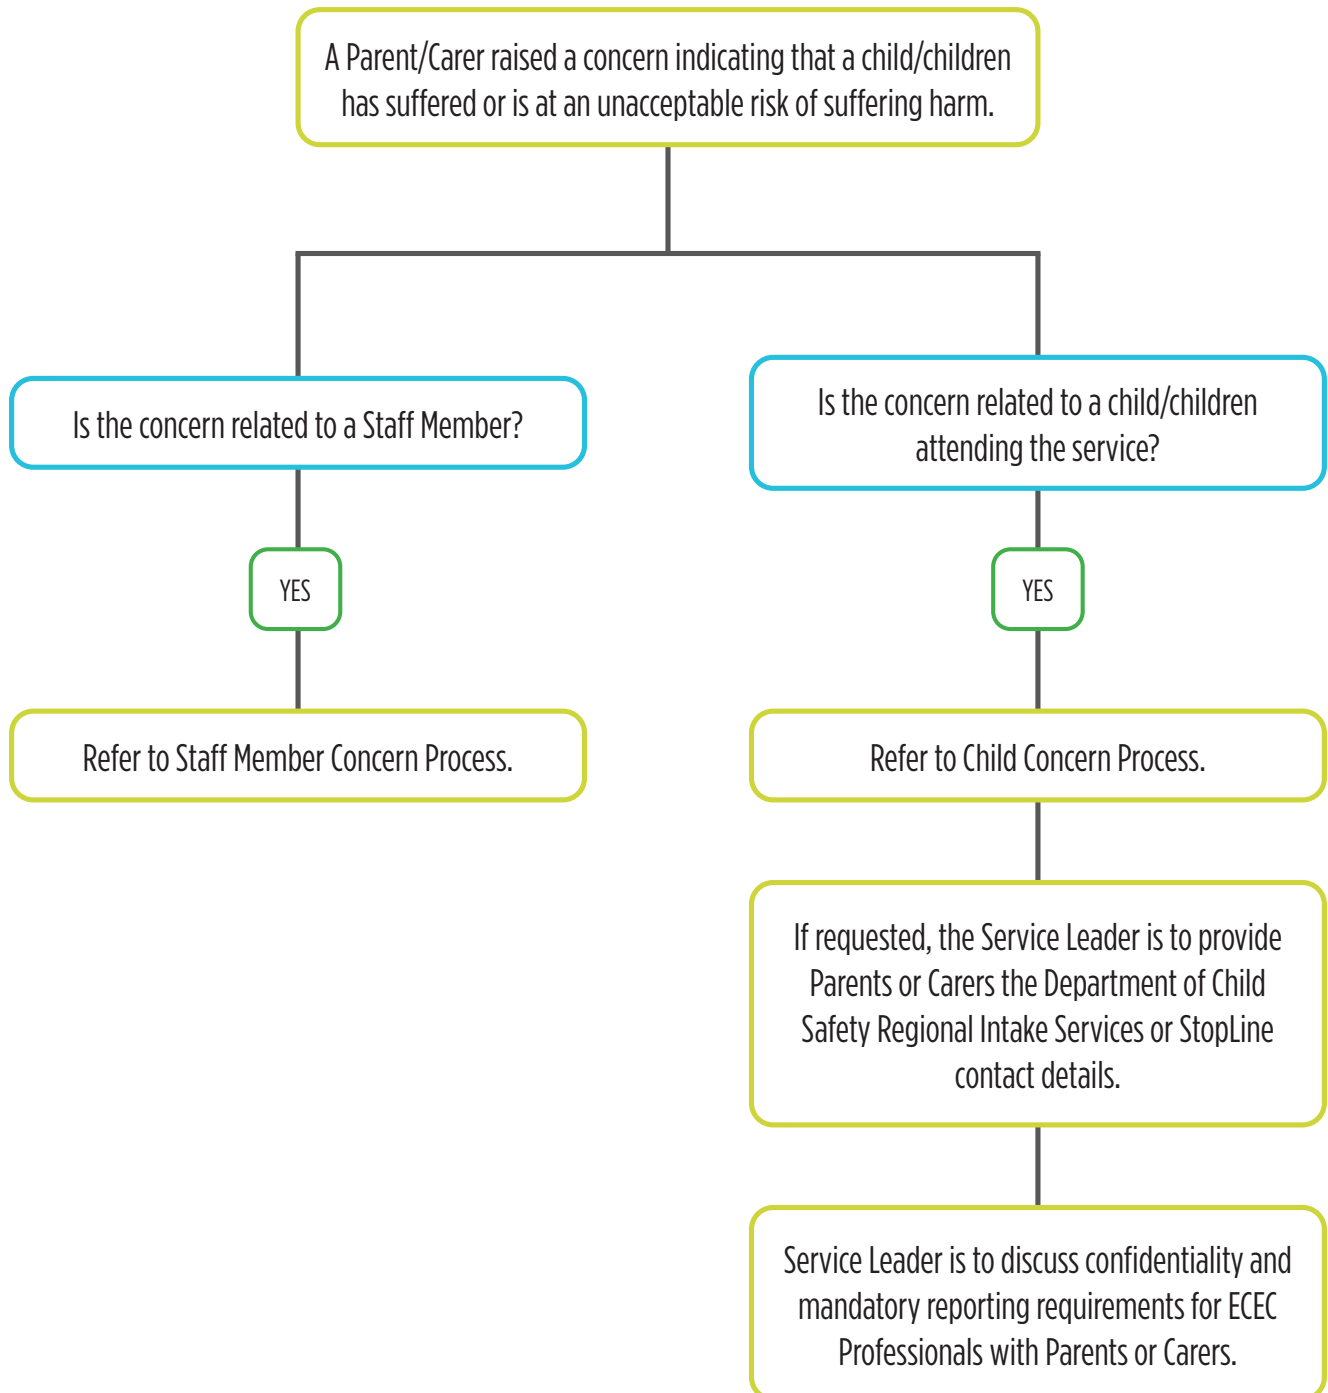 A Parent/Carer raised a concern indicating that a child/children
has suffered or is at an unacceptable risk of suffering harm.
Is the concern related to a Staff Member?
Is the concern related to a child/children
attending the service?
YES
YES
Refer to Staff Member Concern Process.
Refer to Child Concern Process.
If requested, the Service Leader is to provide
Parents or Carers the Department of Child
Safety Regional Intake Services or StopLine
contact details.
Service Leader is to discuss confidentiality and
mandatory reporting requirements for ECEC
Professionals with Parents or Carers.